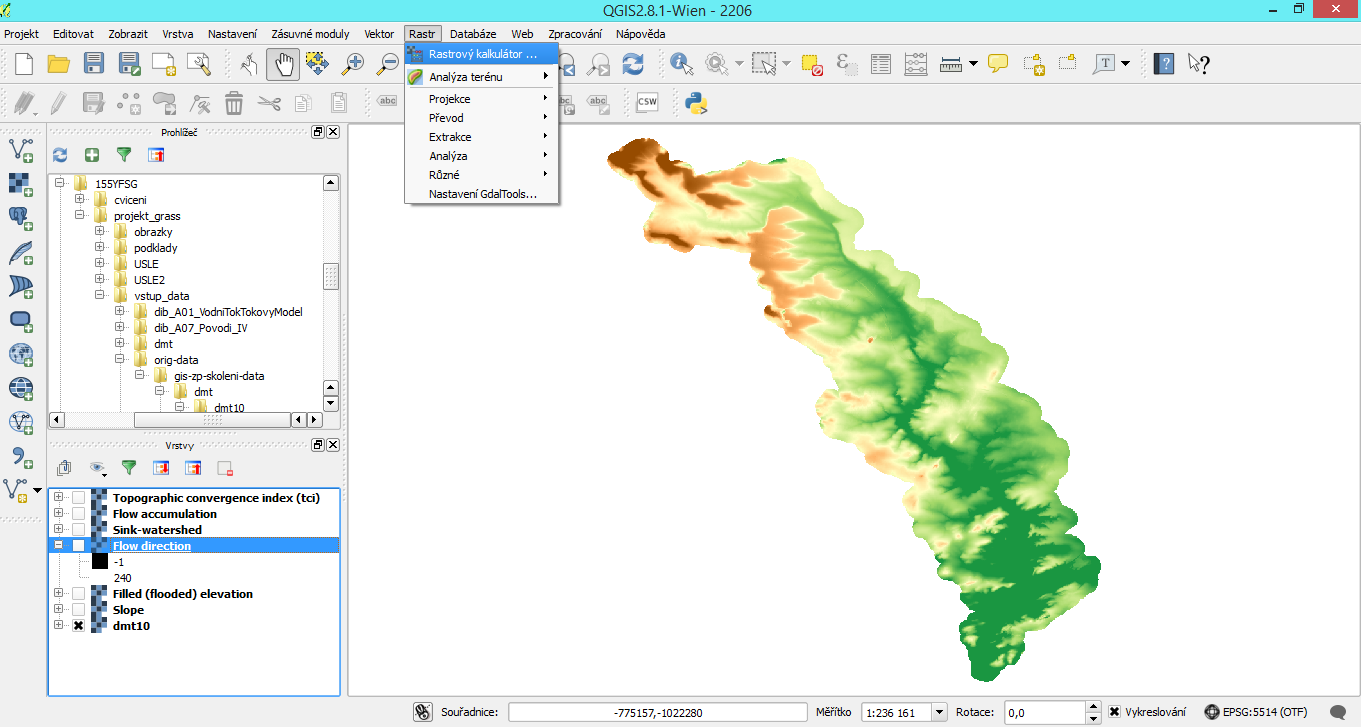 QGIS2.8.1-Wien - 2206
Projekt Editovat Zobrazit Vrstva Nastavení Zásuvné moduly Vektor Rastr Databáze Web Zpracování Nápověda
Rastrový kalkulátor ...
Analýza terénu
Projekce
Převod
Extrakce
Analýza
Různé
Nastavení GdalTools...
abc
abc
abc
CSW
T
Prohlížeč
155YFSG
cviceni
projekt_grass
obrazky
podklady
USLE
USLE2
vstup_data
dib_A01_VodniTokTokovyModel
dib_A07_Povodi_IV
dmt
orig-data
gis-zp-skoleni-data
dmt
dmt10
Vrstvy
Topographic convergence index (tci)
Flow accumulation
Sink-watershed
Flow direction
-1
240
Filled (flooded) elevation
Slope
dmt10
Souřadnice: -775157,-1022280 Měřítko 1:236 161 Rotace: 0,0 Vykreslování EPSG:5514 (OTF)